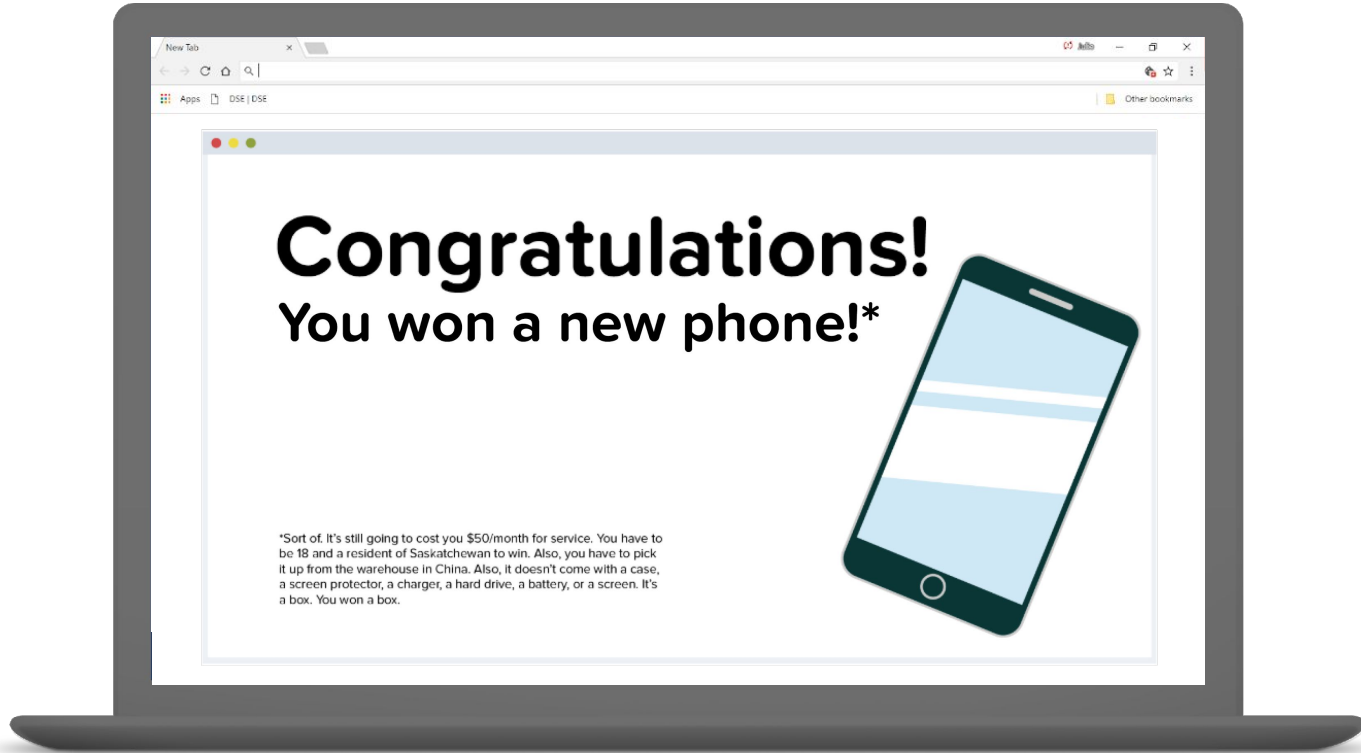 New Tab
Apps DSE | DSE Other bookmarks
Congratulations!
You won a new phone!*
*Sort of. It's still going to cost you $50/month for service. You have to
be 18 and a resident of Saskatchewan to win. Also, you have to pick
it up from the warehouse in China. Also, it doesn't come with a case,
a screen protector, a charger, a hard drive, a battery, or a screen. It's
a box. You won a box.